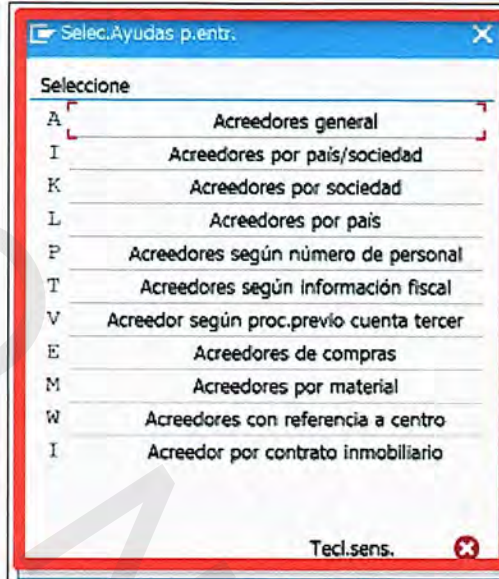 Selec.Ayudas p.entr.
Seleccione
A Acreedores general
I Acreedores por país/sociedad
K Acreedores por sociedad
L Acreedores por país
P Acreedores según número de personal
T Acreedores según información fiscal
V Acreedor según proc.previo cuenta tercer
E Acreedores de compras
M Acreedores por material
W Acreedores con referencia a centro
I Acreedor por contrato inmobiliario
Tecl.sens.